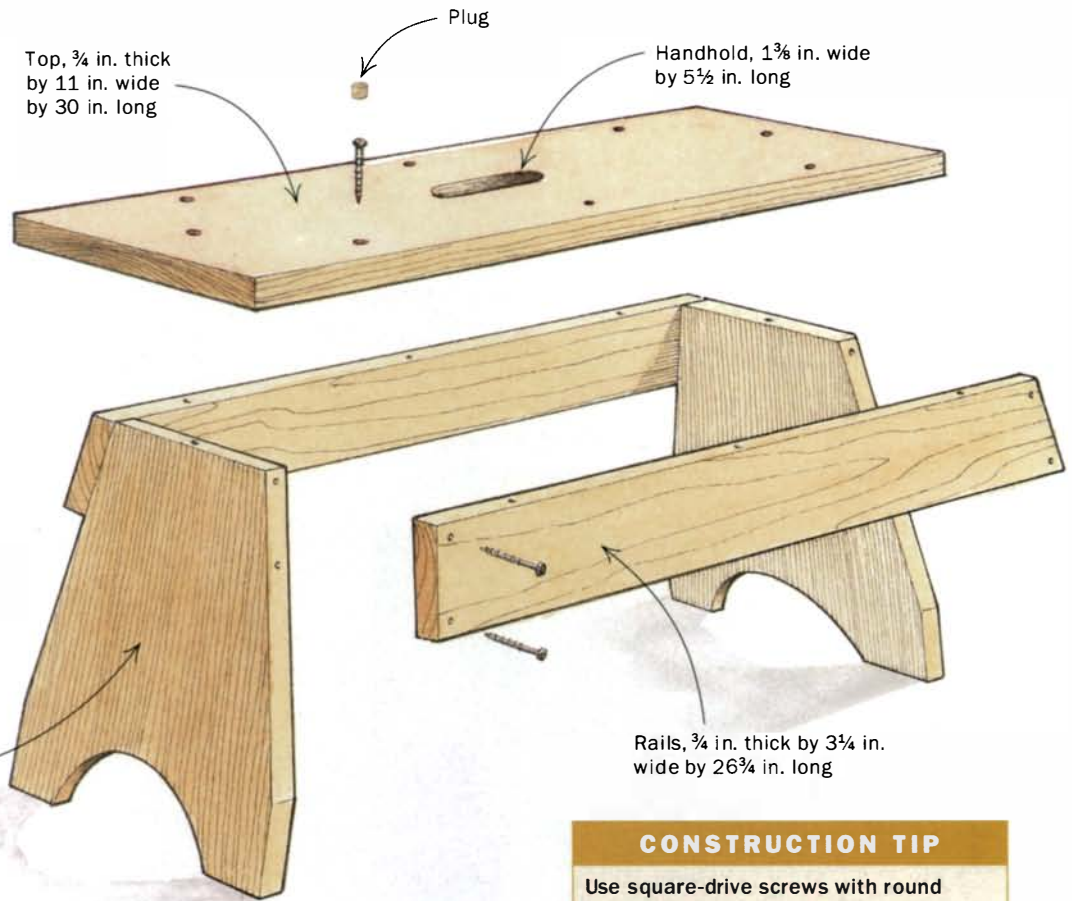 Plug
Top, ¾ in. thick
by 11 in. wide
by 30 in. long
Handhold, 1⅜ in. wide
by 5½ in. long
Rails, ¾ in. thick by 3¼ in.
wide by 26¾ in. long
CONSTRUCTION TIP
Use square-drive screws with round